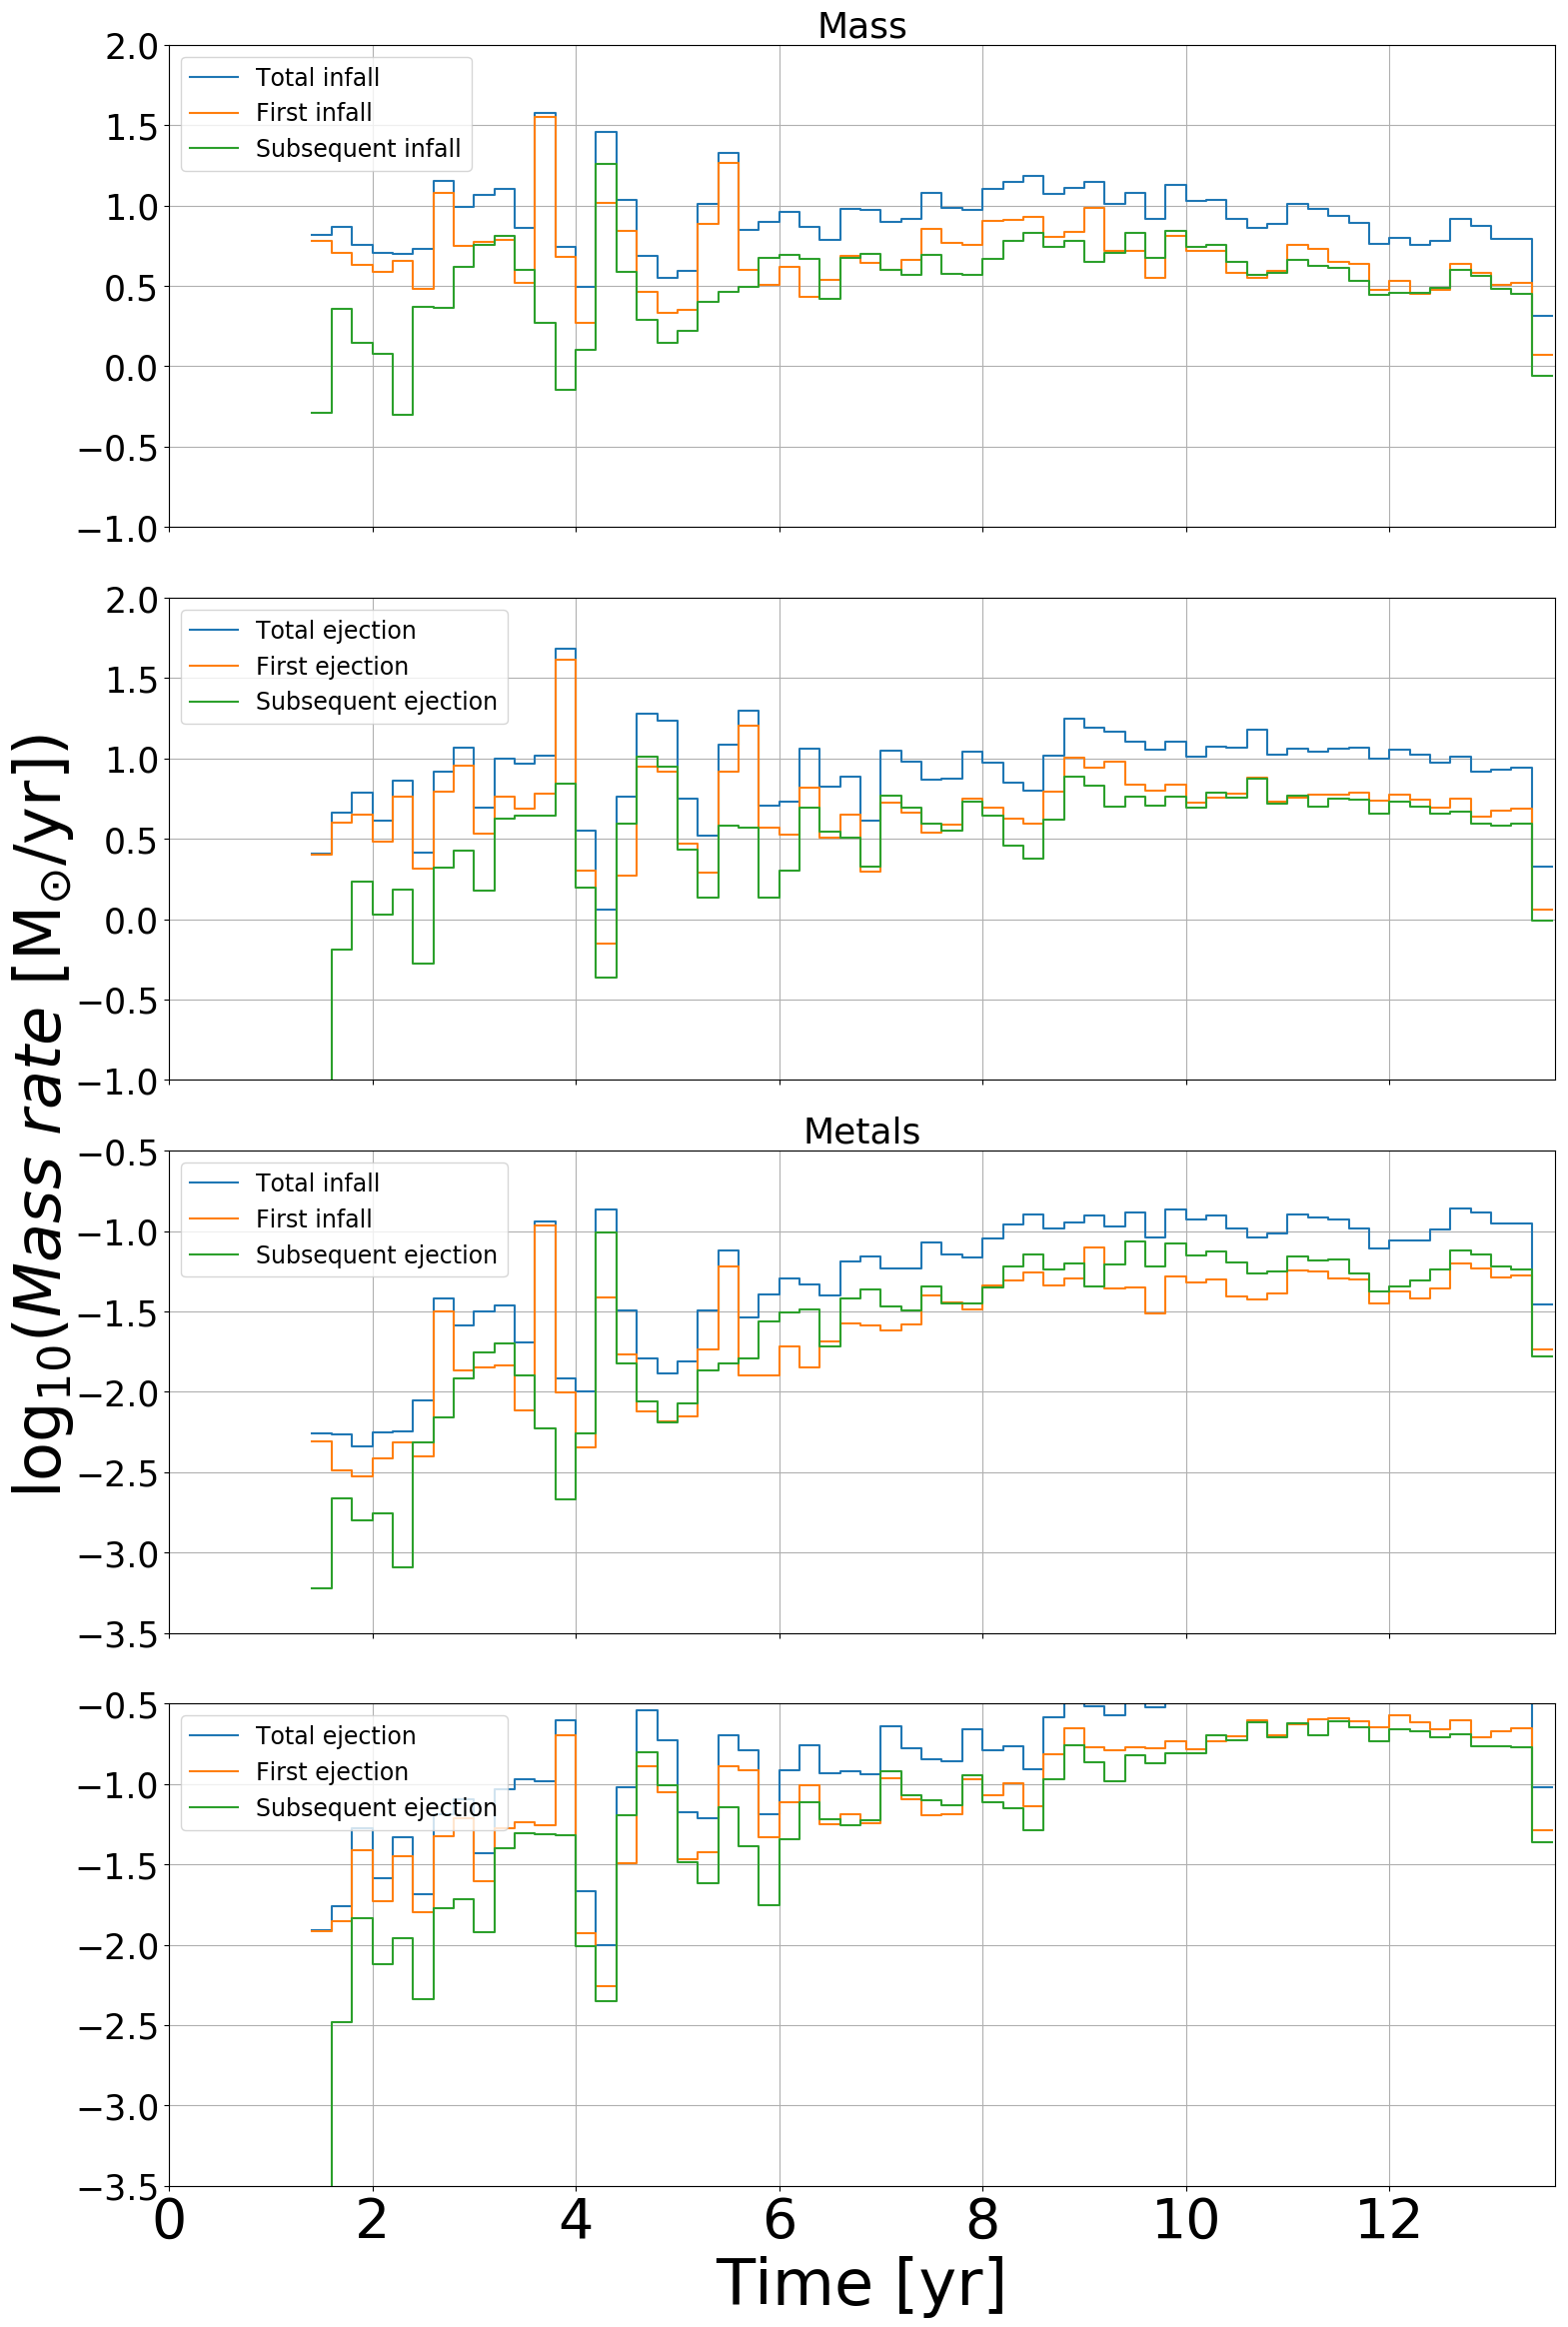 Mass
2.0
1.5
1.0
0.5
0.0
−0.5
−1.0
Total infall
First infall
Subsequent infall
2.0
1.5
1.0
0.5
0.0
−0.5
−1.0
Total ejection
First ejection
Subsequent ejection
log₁₀(Mass rate [M⊙/yr])
Metals
−0.5
−1.0
−1.5
−2.0
−2.5
−3.0
−3.5
Total infall
First infall
Subsequent ejection
−0.5
−1.0
−1.5
−2.0
−2.5
−3.0
−3.5
Total ejection
First ejection
Subsequent ejection
0 2 4 6 8 10 12
Time [yr]